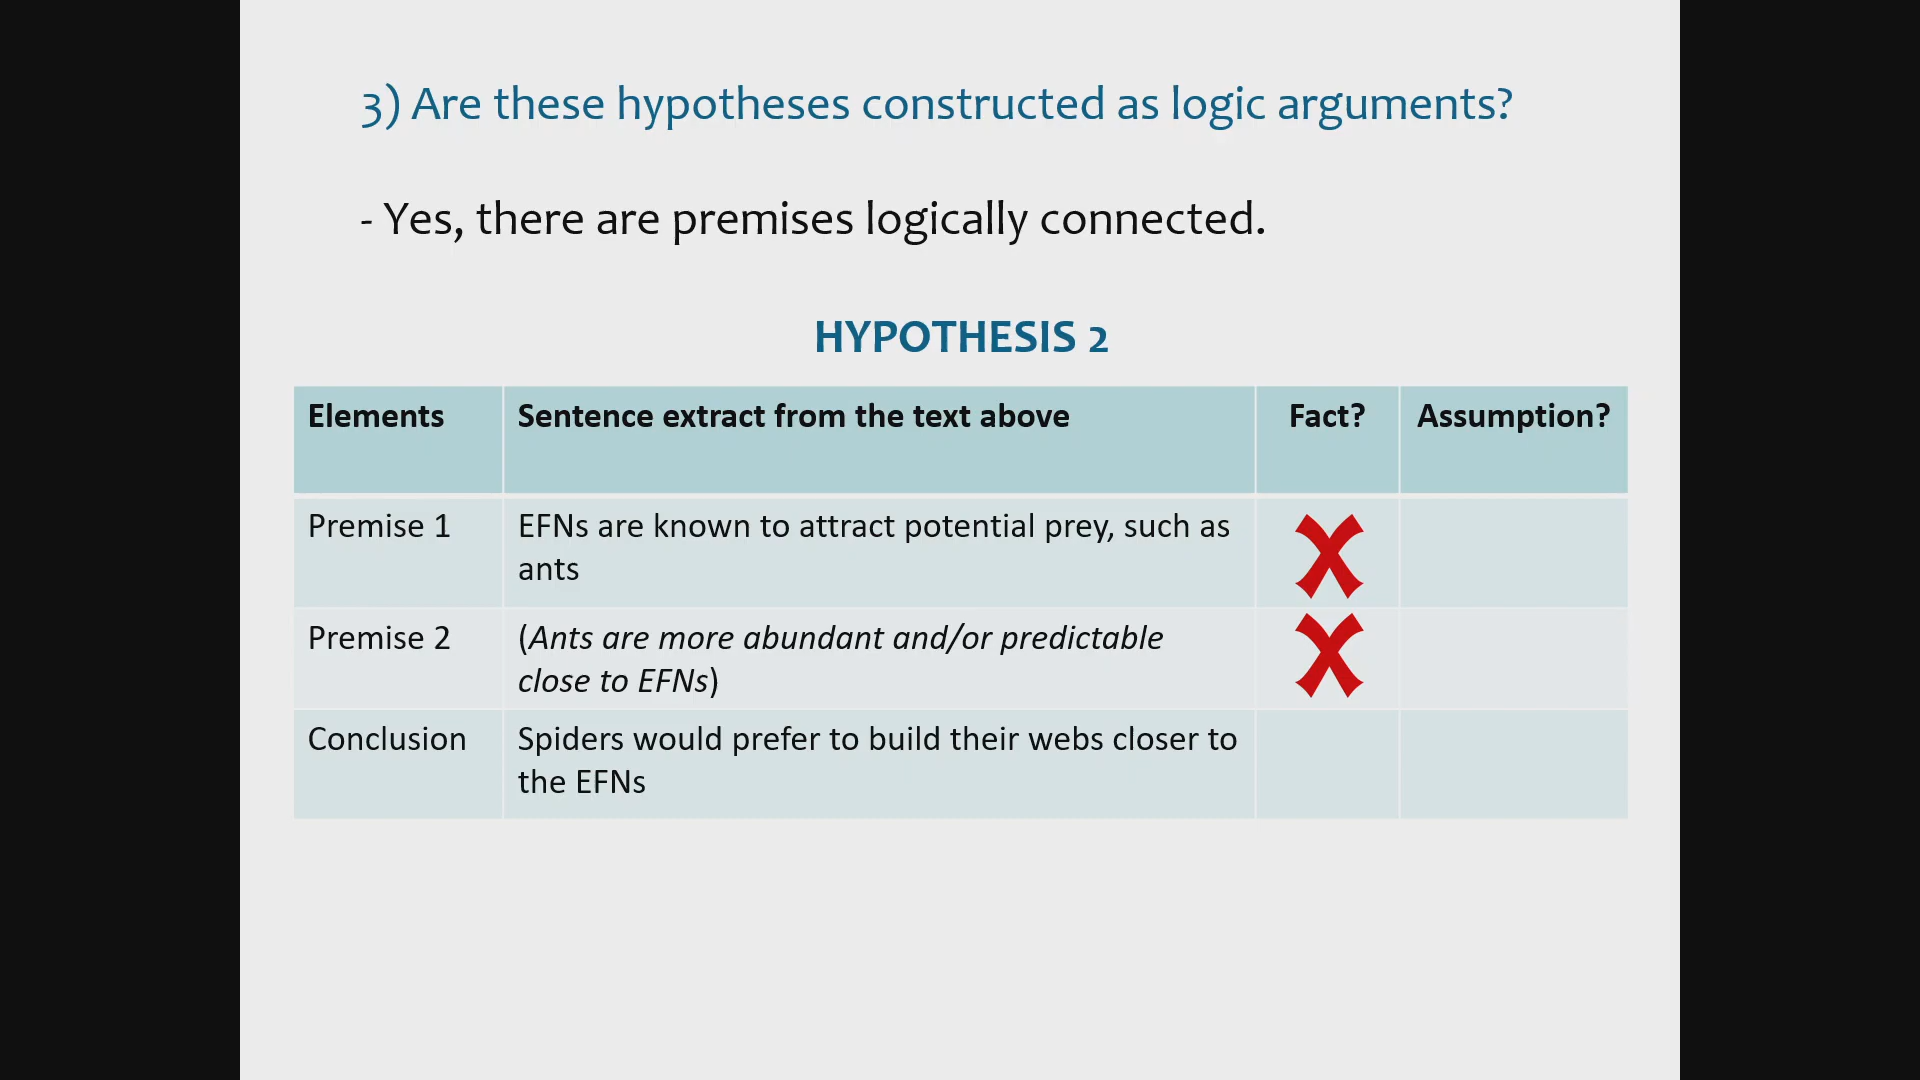 3) Are these hypotheses constructed as logic arguments?
- Yes, there are premises logically connected.
HYPOTHESIS 2
Elements Sentence extract from the text above Fact? Assumption?
Premise 1 EFNs are known to attract potential prey, such as
ants
Premise 2 (Ants are more abundant and/or predictable
close to EFNs)
Conclusion Spiders would prefer to build their webs closer to
the EFNs